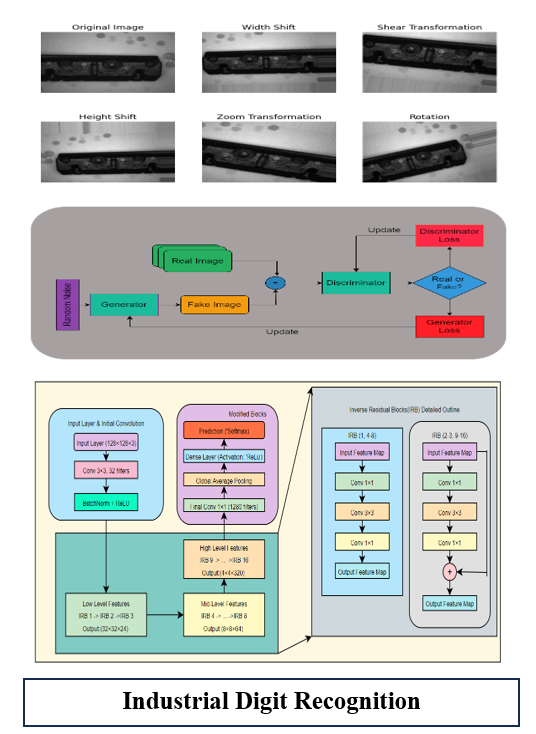 Original Image
Width Shift
Shear Transformation
Height Shift
Zoom Transformation
Rotation
Update
Discriminator
Loss
Real Image
Random Noise
Generator
Fake Image
-
Discriminator
Real or
Fake?
Update
Generator
Loss
Input Layer & Initial Convolution
Input Layer (128×128×3)
Conv 3×3, 32 filters
BatchNorm + ReLU
Modified Blocks
Prediction ('Softmax)
Dense Layer (Activation: 'ReLu')
Global Average Pooling
Final Conv 1×1 (1280 filters)
High Level Features
IRB 9 -> ... ->IRB 16
Output:(4×4×320)
Low Level Features
IRB 1 -> IRB 2 ->IRB 3
Output:(32×32×24)
Mid Level Features
IRB 4 -> ... ->IRB 8
Output:(8×8×64)
Inverse Residual Blocks(IRB) Detailed Outline
IRB (1, 4-8)
Input Feature Map
Conv 1×1
Conv 3×3
Conv 1×1
Output Feature Map
IRB (2-3, 9-16)
Input Feature Map
Conv 1×1
Conv 3×3
Conv 1×1
+
Output Feature Map
Industrial Digit Recognition